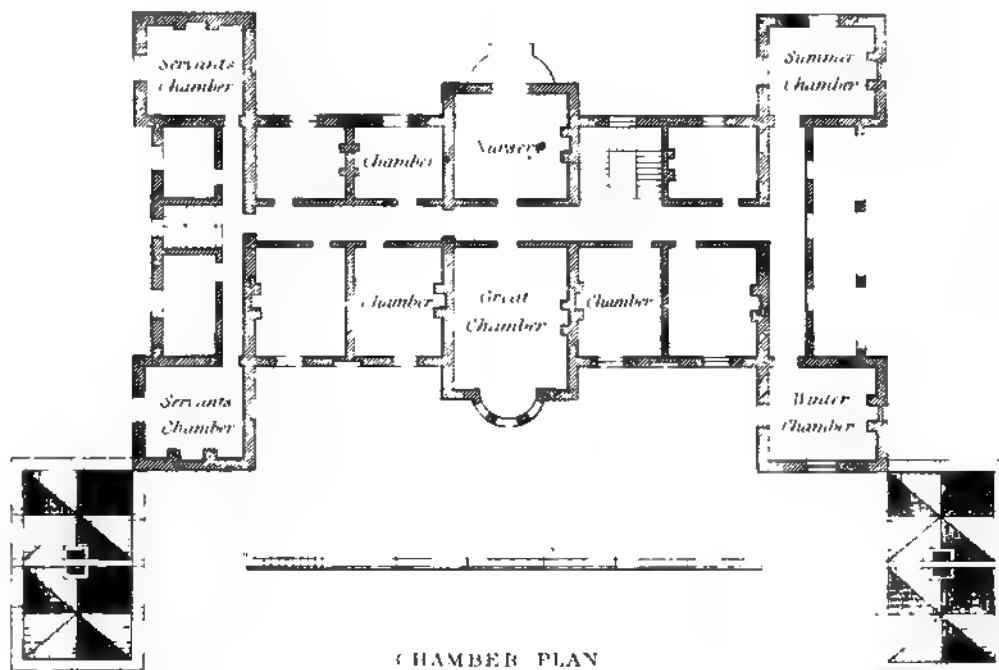 Servants
Chamber
Summer
Chamber
Chamber
Nursery
Chamber
Great
Chamber
Chamber
Servants
Chamber
Winter
Chamber
CHAMBER PLAN